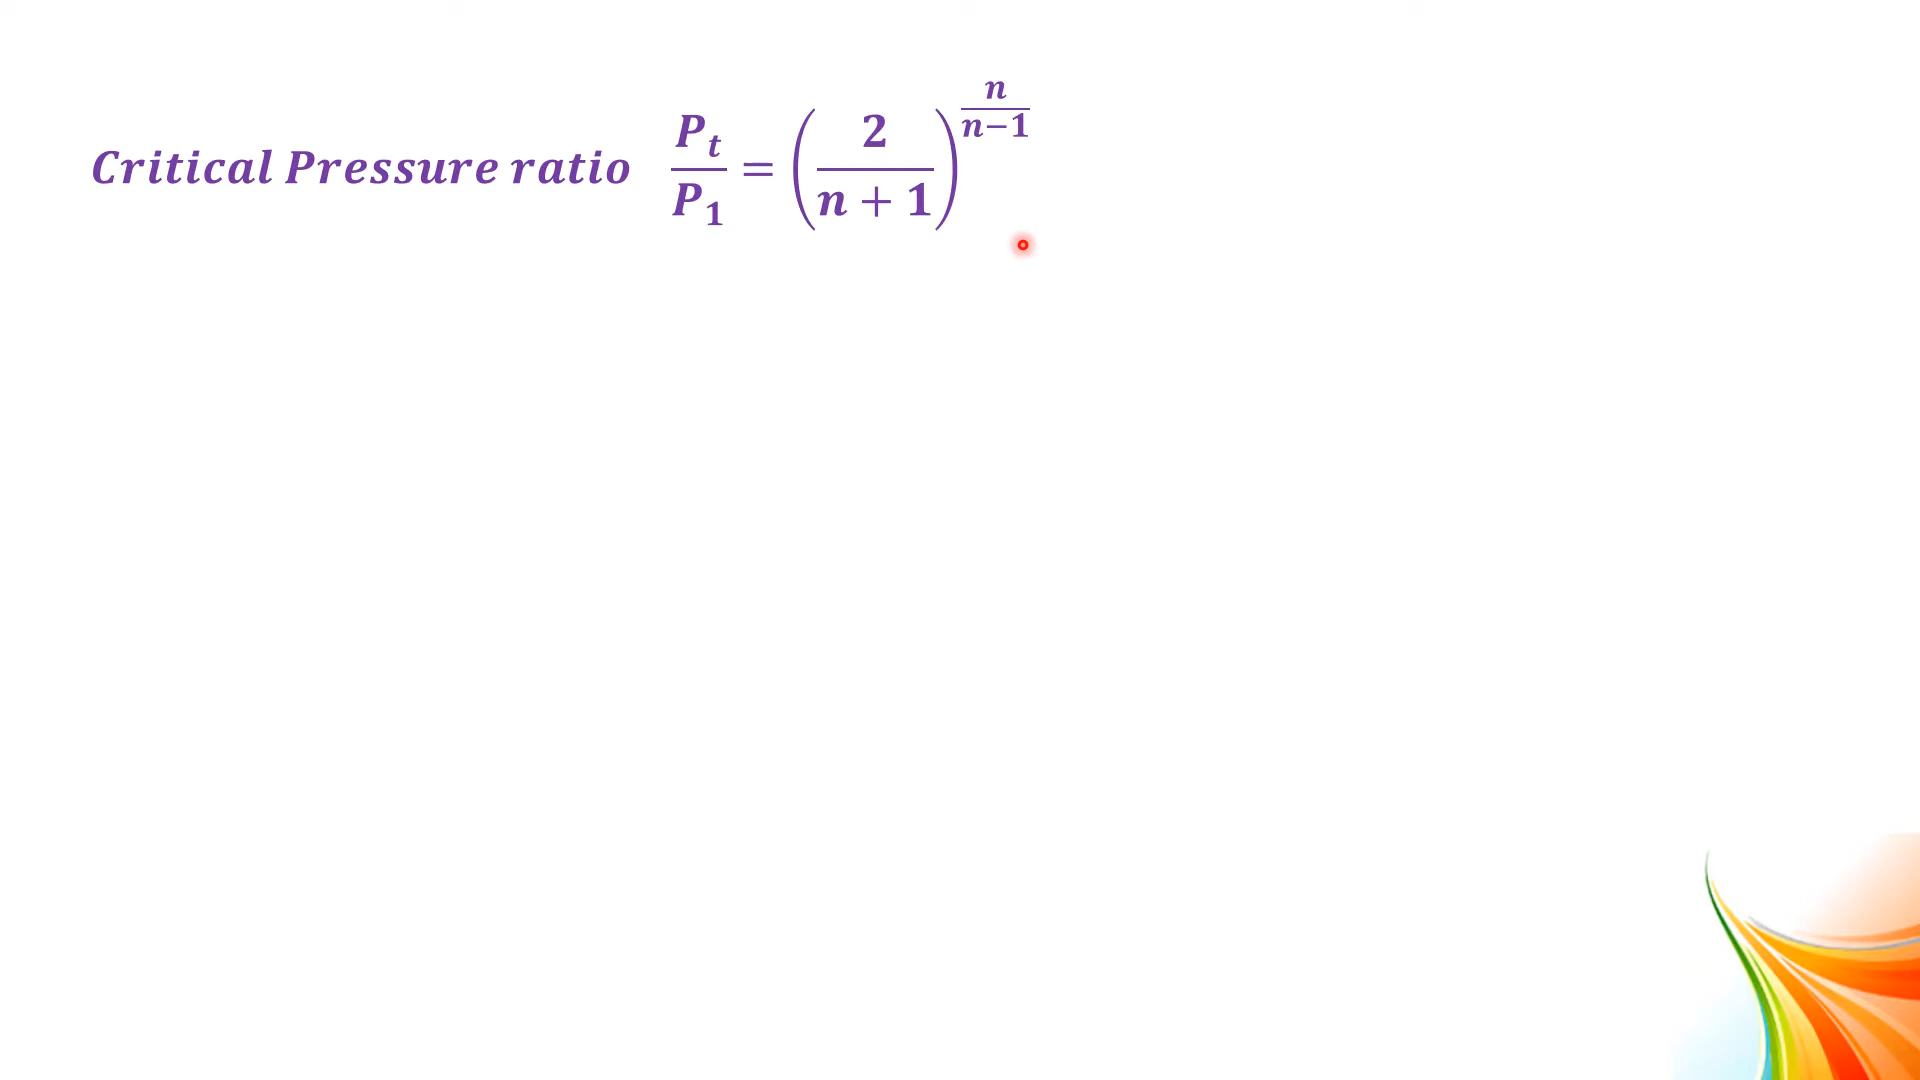 Critical Pressure ratio P_t/P_1 = (2/(n + 1))^(n/(n−1))